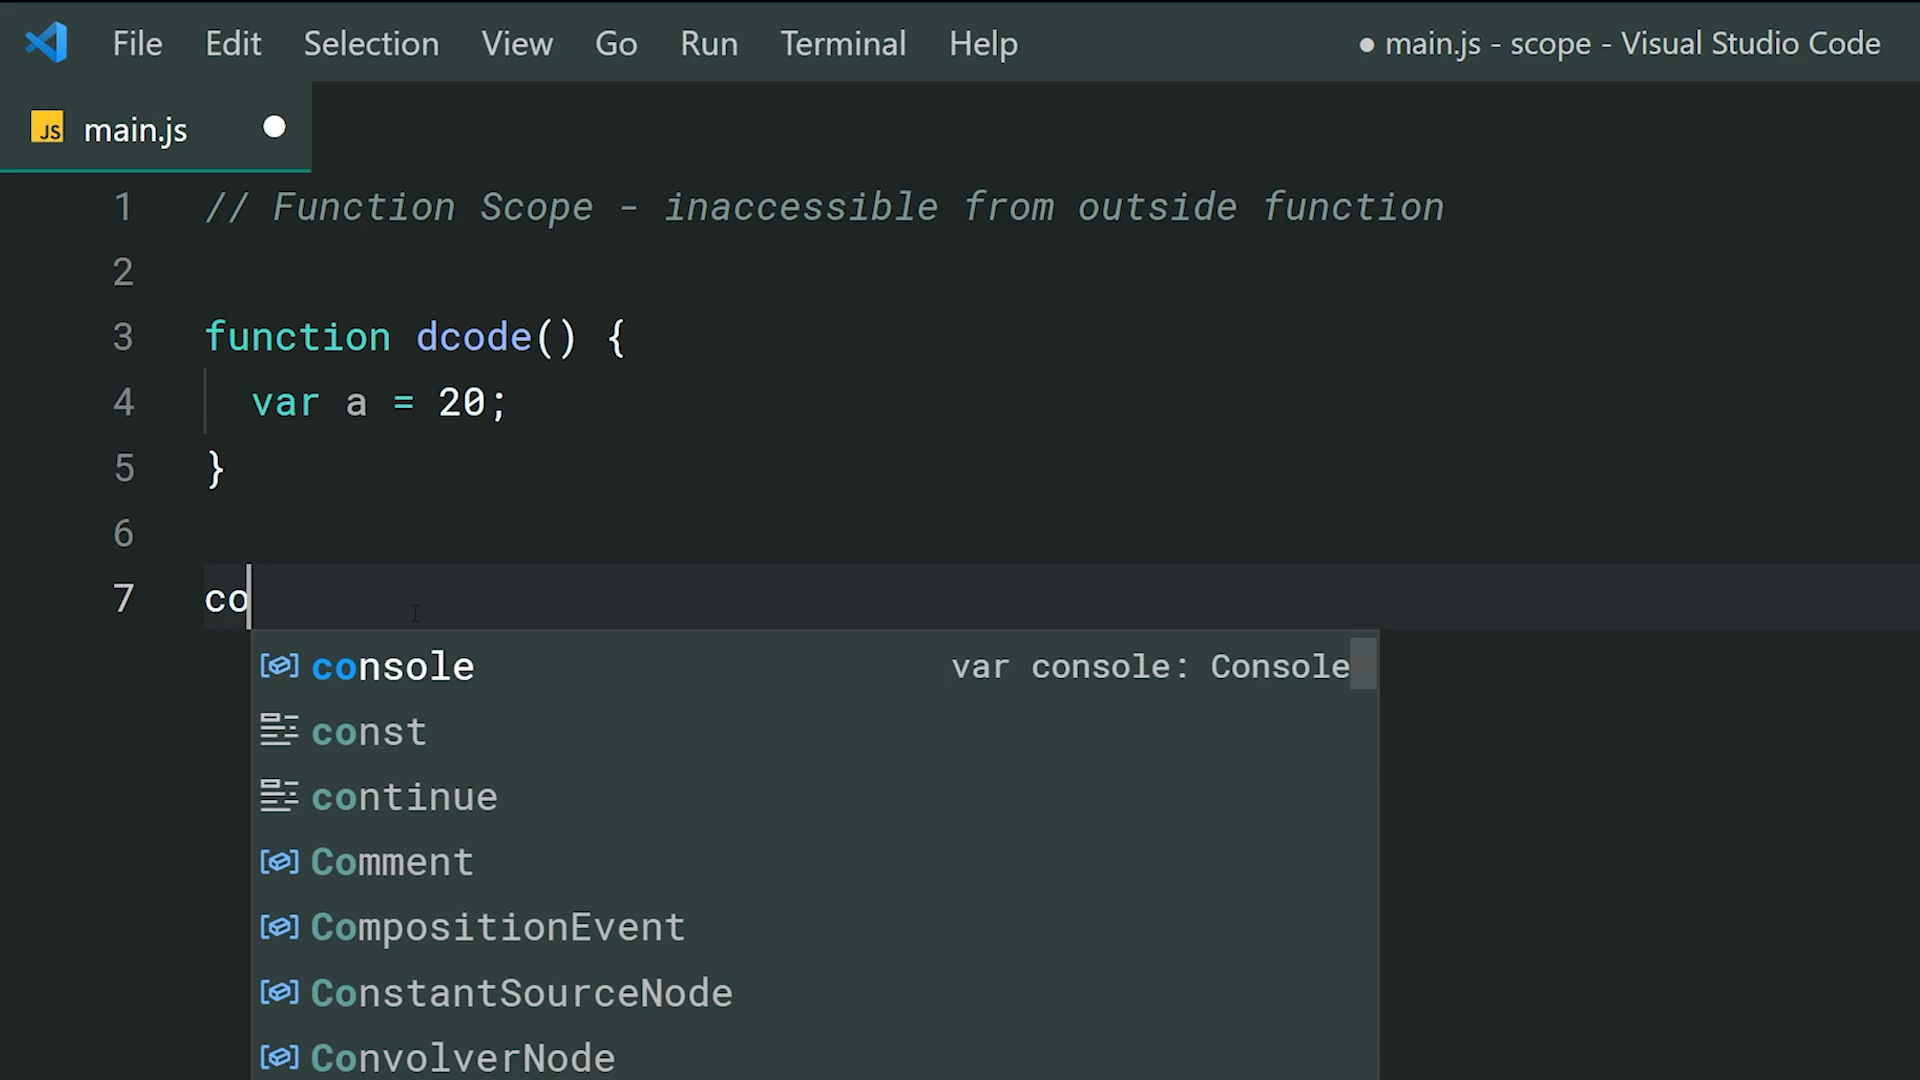 File Edit Selection View Go Run Terminal Help ● main.js - scope - Visual Studio Code
JS main.js
1 // Function Scope - inaccessible from outside function
2
3 function dcode() {
4 var a = 20;
5 }
6
7 co
console var console: Console
const
continue
Comment
CompositionEvent
ConstantSourceNode
ConvolverNode